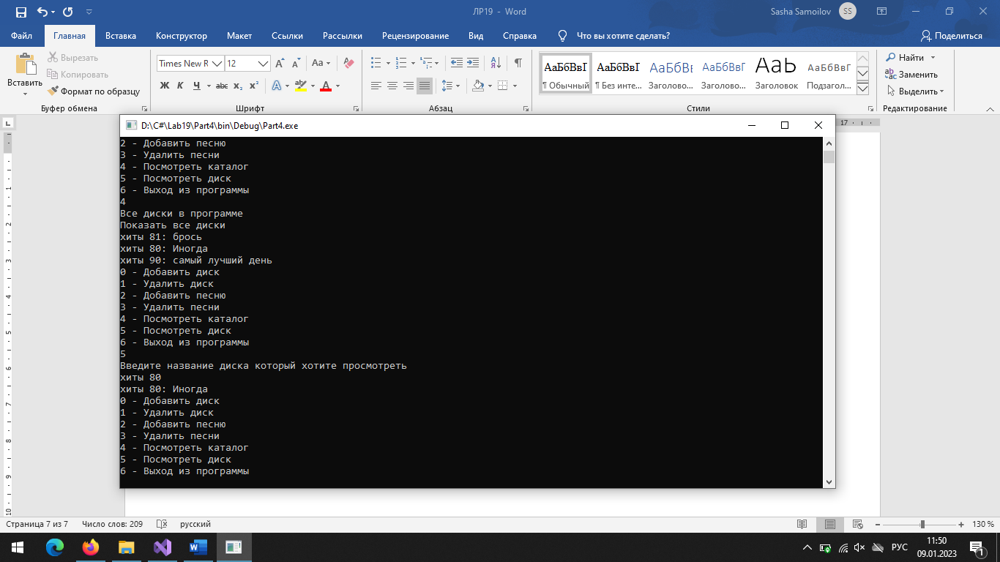 ЛР19 - Word
Sasha Samoilov
SS
Файл
Главная
Вставка
Конструктор
Макет
Ссылки
Рассылки
Рецензирование
Вид
Справка
Что вы хотите сделать?
Поделиться
Вставить
Вырезать
Копировать
Формат по образцу
Буфер обмена
Times New R
12
Шрифт
Абзац
АаБбВвІ
¶ Обычный
АаБбВвІ
¶ Без инте...
АаБбВі
Заголово...
АаБбВвГ
Заголово...
Ааb
Заголовок
АаБбВвГ
Подзагол...
Стили
Найти
Заменить
Выделить
Редактирование
17
D:\C#\Lab19\Part4\bin\Debug\Part4.exe
2 - Добавить песню
3 - Удалить песни
4 - Посмотреть каталог
5 - Посмотреть диск
6 - Выход из программы
4
Все диски в программе
Показать все диски
хиты 81: брось
хиты 80: Иногда
хиты 90: самый лучший день
0 - Добавить диск
1 - Удалить диск
2 - Добавить песню
3 - Удалить песни
4 - Посмотреть каталог
5 - Посмотреть диск
6 - Выход из программы
5
Введите название диска который хотите просмотреть
хиты 80
хиты 80: Иногда
0 - Добавить диск
1 - Удалить диск
2 - Добавить песню
3 - Удалить песни
4 - Посмотреть каталог
5 - Посмотреть диск
6 - Выход из программы
Страница 7 из 7
Число слов: 209
русский
130 %
РУС
11:50
09.01.2023
1